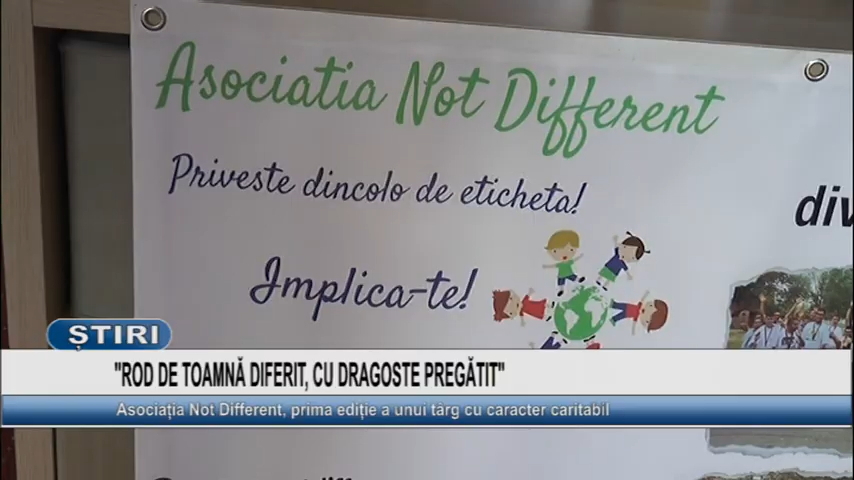 Asociatia Not Different
Priveste dincolo de eticheta!
div
Implica-te!
ȘTIRI
"ROD DE TOAMNĂ DIFERIT, CU DRAGOSTE PREGĂTIT"
Asociația Not Different, prima ediție a unui târg cu caracter caritabil